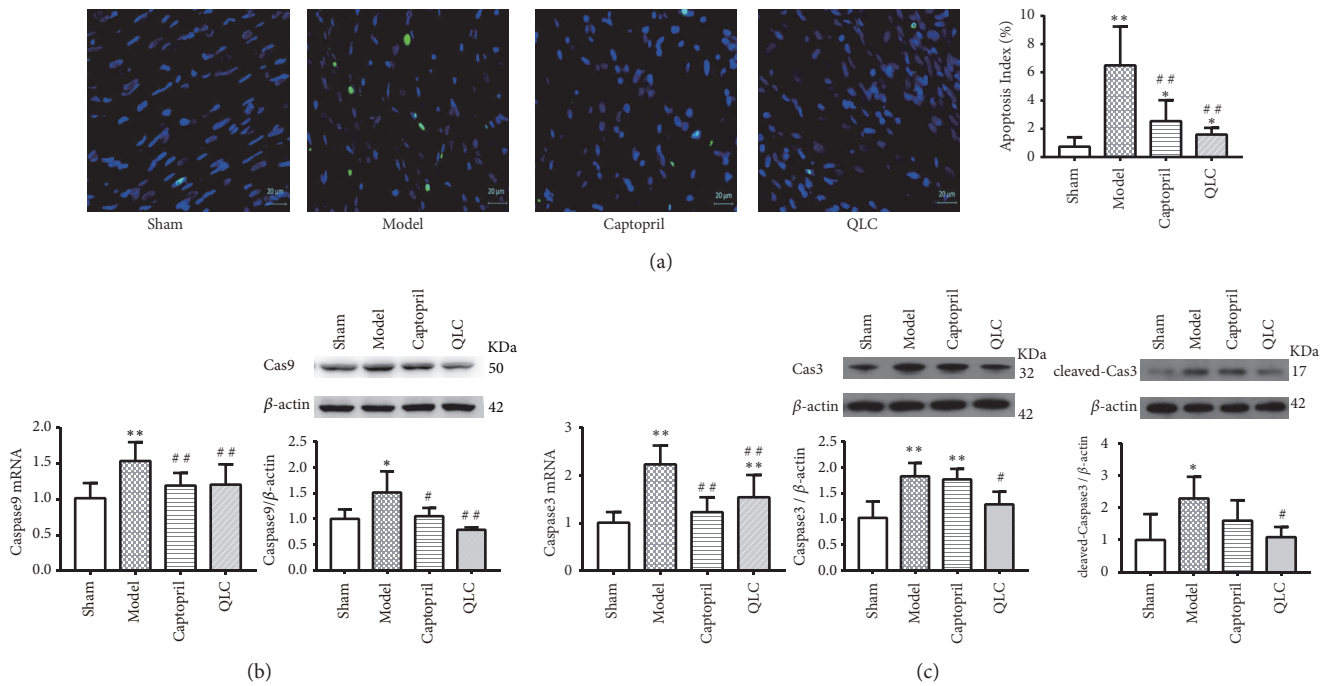 20 μm
20 μm
20 μm
20 μm
Sham
Model
Captopril
QLC
Apoptosis Index (%)
10
8
6
4
2
0
**
##
*
##
*
Sham
Model
Captopril
QLC
(a)
Caspase9 mRNA
2.0
1.5
1.0
0.5
0.0
**
##
##
Sham
Model
Captopril
QLC
Sham
Model
Captopril
QLC
KDa
Cas9
50
β-actin
42
Caspase9/β-actin
2.5
2.0
1.5
1.0
0.5
0.0
*
#
##
Sham
Model
Captopril
QLC
(b)
Caspase3 mRNA
3
2
1
0
**
##
##
**
Sham
Model
Captopril
QLC
Sham
Model
Captopril
QLC
KDa
Cas3
32
β-actin
42
Caspase3 / β-actin
2.5
2.0
1.5
1.0
0.5
0.0
**
**
#
Sham
Model
Captopril
QLC
Sham
Model
Captopril
QLC
KDa
cleaved-Cas3
17
β-actin
42
cleaved-Caspase3 / β-actin
4
3
2
1
0
*
#
Sham
Model
Captopril
QLC
(c)